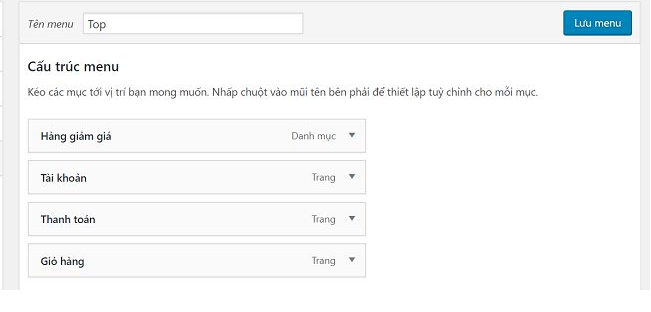 Tên menu Top Lưu menu
Cấu trúc menu
Kéo các mục tới vị trí bạn mong muốn. Nhấp chuột vào mũi tên bên phải để thiết lập tuỳ chỉnh cho mỗi mục.
Hàng giảm giá Danh mục
Tài khoản Trang
Thanh toán Trang
Giỏ hàng Trang